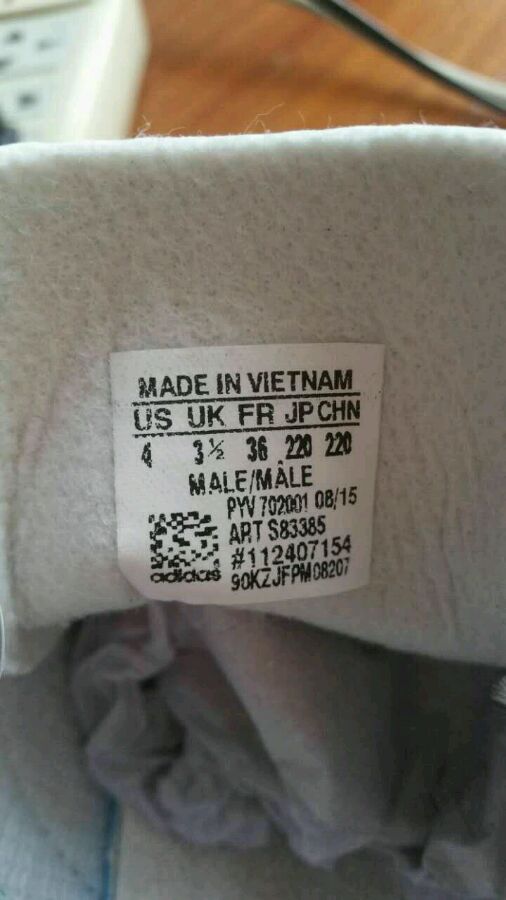 MADE IN VIETNAM
US UK FR JP CHN
4 3½ 36 220 220
MALE/MÂLE
PYV 702001 08/15
ART S83385
#112407154
adidas 90KZJFPM08207